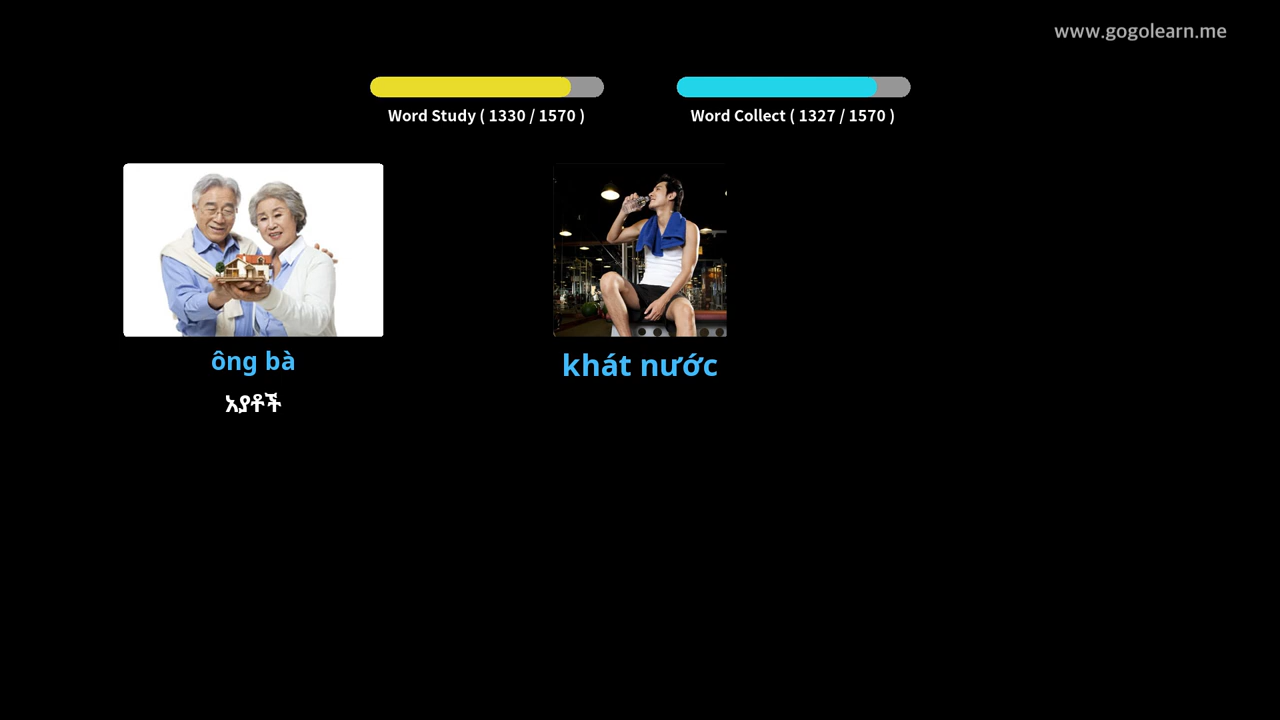 www.gogolearn.me
Word Study ( 1330 / 1570 )
Word Collect ( 1327 / 1570 )
ông bà
አያቶች
khát nước